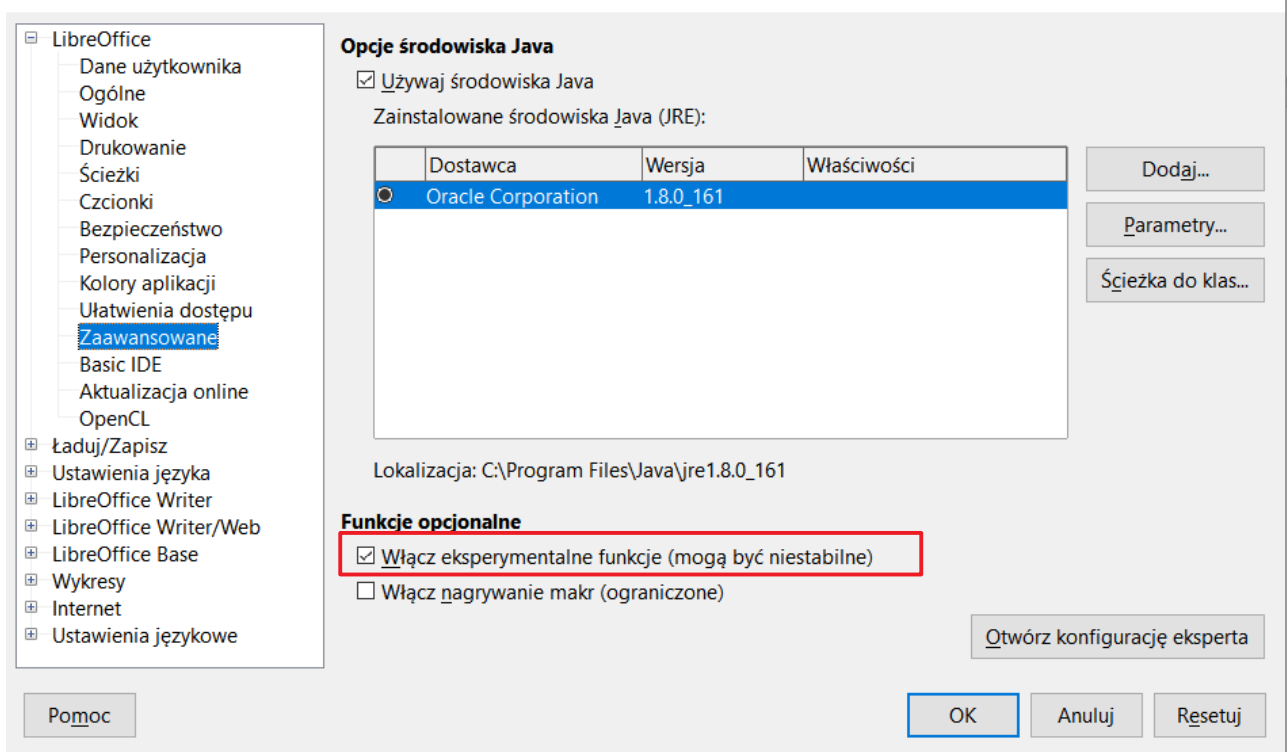 LibreOffice
Dane użytkownika
Ogólne
Widok
Drukowanie
Ścieżki
Czcionki
Bezpieczeństwo
Personalizacja
Kolory aplikacji
Ułatwienia dostępu
Zaawansowane
Basic IDE
Aktualizacja online
OpenCL
Ładuj/Zapisz
Ustawienia języka
LibreOffice Writer
LibreOffice Writer/Web
LibreOffice Base
Wykresy
Internet
Ustawienia językowe
Opcje środowiska Java
Używaj środowiska Java
Zainstalowane środowiska Java (JRE):
Dostawca Wersja Właściwości
Oracle Corporation 1.8.0_161
Dodaj...
Parametry...
Ścieżka do klas...
Lokalizacja: C:\Program Files\Java\jre1.8.0_161
Funkcje opcjonalne
Włącz eksperymentalne funkcje (mogą być niestabilne)
Włącz nagrywanie makr (ograniczone)
Otwórz konfigurację eksperta
Pomoc OK Anuluj Resetuj